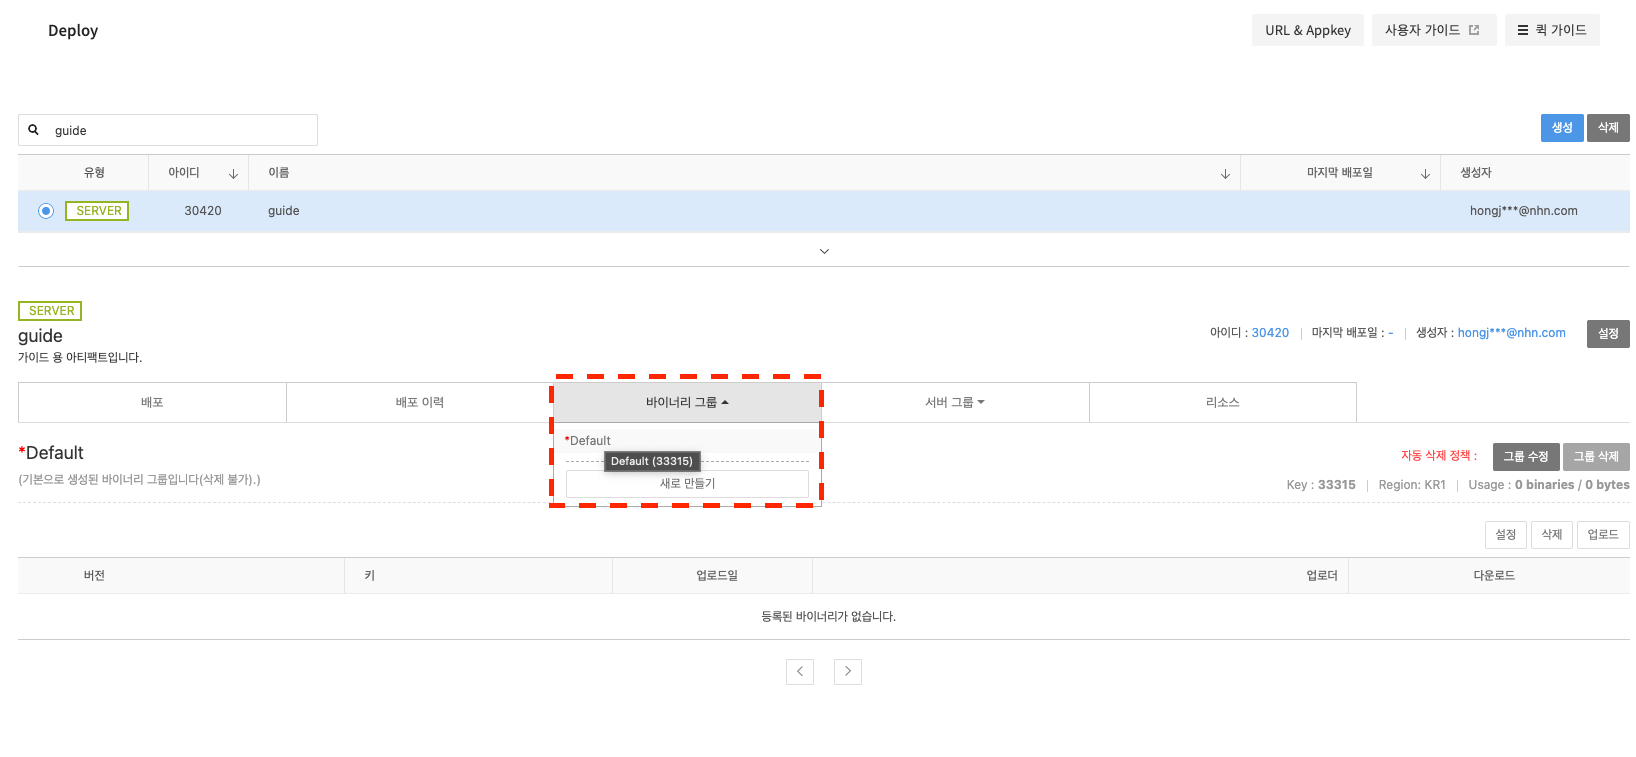 Deploy
URL & Appkey
사용자 가이드
퀵 가이드
guide
생성
삭제
유형
아이디
이름
마지막 배포일
생성자
SERVER
30420
guide
hongj***@nhn.com
SERVER
guide
가이드 용 아티팩트입니다.
아이디 : 30420
마지막 배포일 : -
생성자 : hongj***@nhn.com
설정
배포
배포 이력
바이너리 그룹
서버 그룹
리소스
*Default
Default (33315)
새로 만들기
*Default
(기본으로 생성된 바이너리 그룹입니다(삭제 불가).)
자동 삭제 정책 :
그룹 수정
그룹 삭제
Key : 33315
Region: KR1
Usage : 0 binaries / 0 bytes
설정
삭제
업로드
버전
키
업로드일
업로더
다운로드
등록된 바이너리가 없습니다.